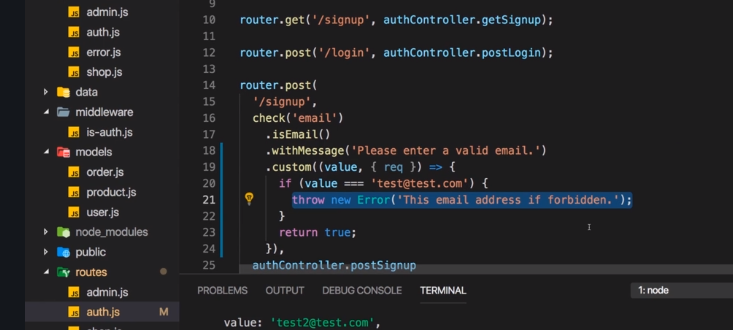 admin.js
auth.js
error.js
shop.js
data
middleware
is-auth.js
models
order.js
product.js
user.js
node_modules
public
routes
admin.js
auth.js M
9
10 router.get('/signup', authController.getSignup);
11
12 router.post('/login', authController.postLogin);
13
14 router.post(
15 '/signup',
16 check('email')
17 .isEmail()
18 .withMessage('Please enter a valid email.')
19 .custom((value, { req }) => {
20 if (value === 'test@test.com') {
21 throw new Error('This email address if forbidden.');
22 }
23 return true;
24 }),
25 authController.postSignup
PROBLEMS OUTPUT DEBUG CONSOLE TERMINAL 1: node
value: 'test2@test.com',